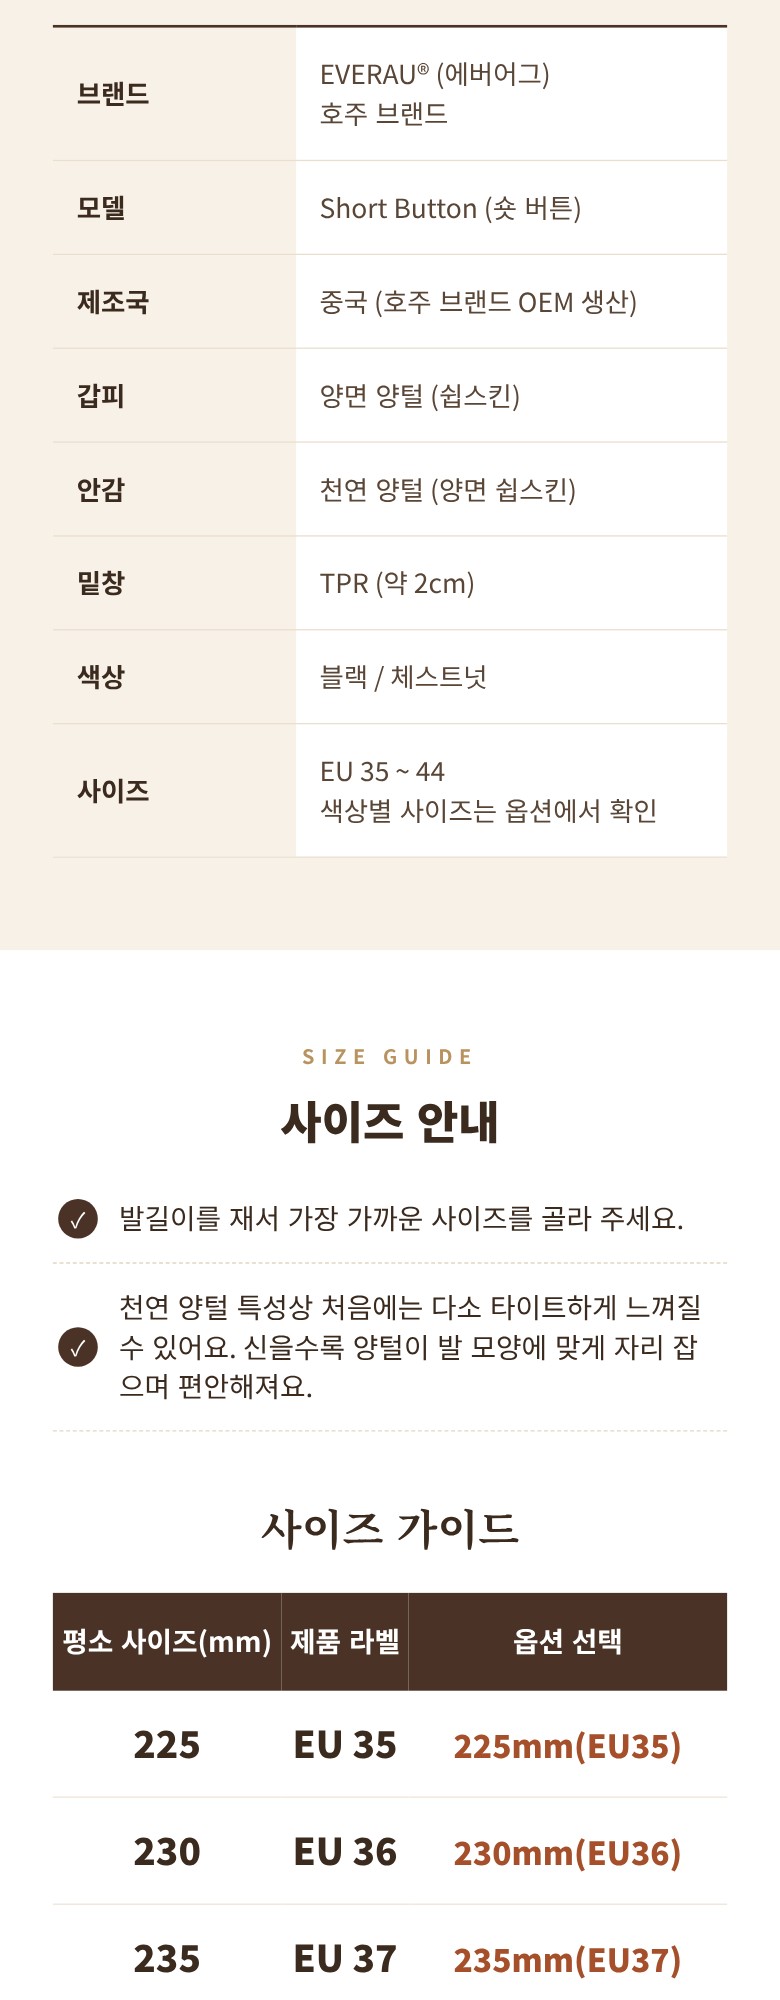 브랜드
EVERAU® (에버어그)
호주 브랜드
모델
Short Button (숏 버튼)
제조국
중국 (호주 브랜드 OEM 생산)
갑피
양면 양털 (쉽스킨)
안감
천연 양털 (양면 쉽스킨)
밑창
TPR (약 2cm)
색상
블랙 / 체스트넛
사이즈
EU 35 ~ 44
색상별 사이즈는 옵션에서 확인
SIZE GUIDE
사이즈 안내
✓ 발길이를 재서 가장 가까운 사이즈를 골라 주세요.
✓ 천연 양털 특성상 처음에는 다소 타이트하게 느껴질
수 있어요. 신을수록 양털이 발 모양에 맞게 자리 잡
으며 편안해져요.
사이즈 가이드
평소 사이즈(mm) 제품 라벨 옵션 선택
225 EU 35 225mm(EU35)
230 EU 36 230mm(EU36)
235 EU 37 235mm(EU37)